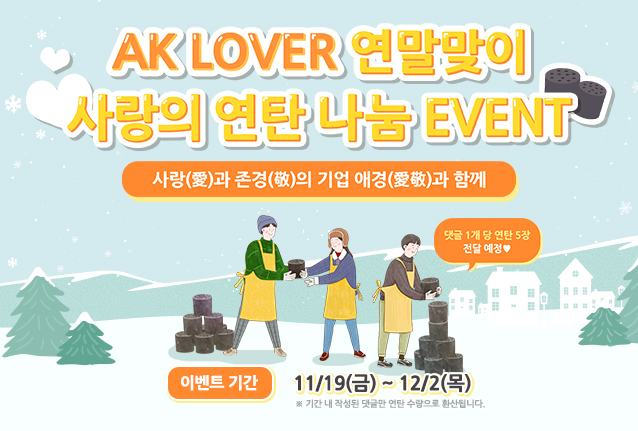 AK LOVER 연말맞이
사랑의 연탄 나눔 EVENT
사랑(愛)과 존경(敬)의 기업 애경(愛敬)과 함께
댓글 1개 당 연탄 5장
전달 예정♥
이벤트 기간
11/19(금) ~ 12/2(목)
※ 기간 내 작성된 댓글만 연탄 수량으로 환산됩니다.